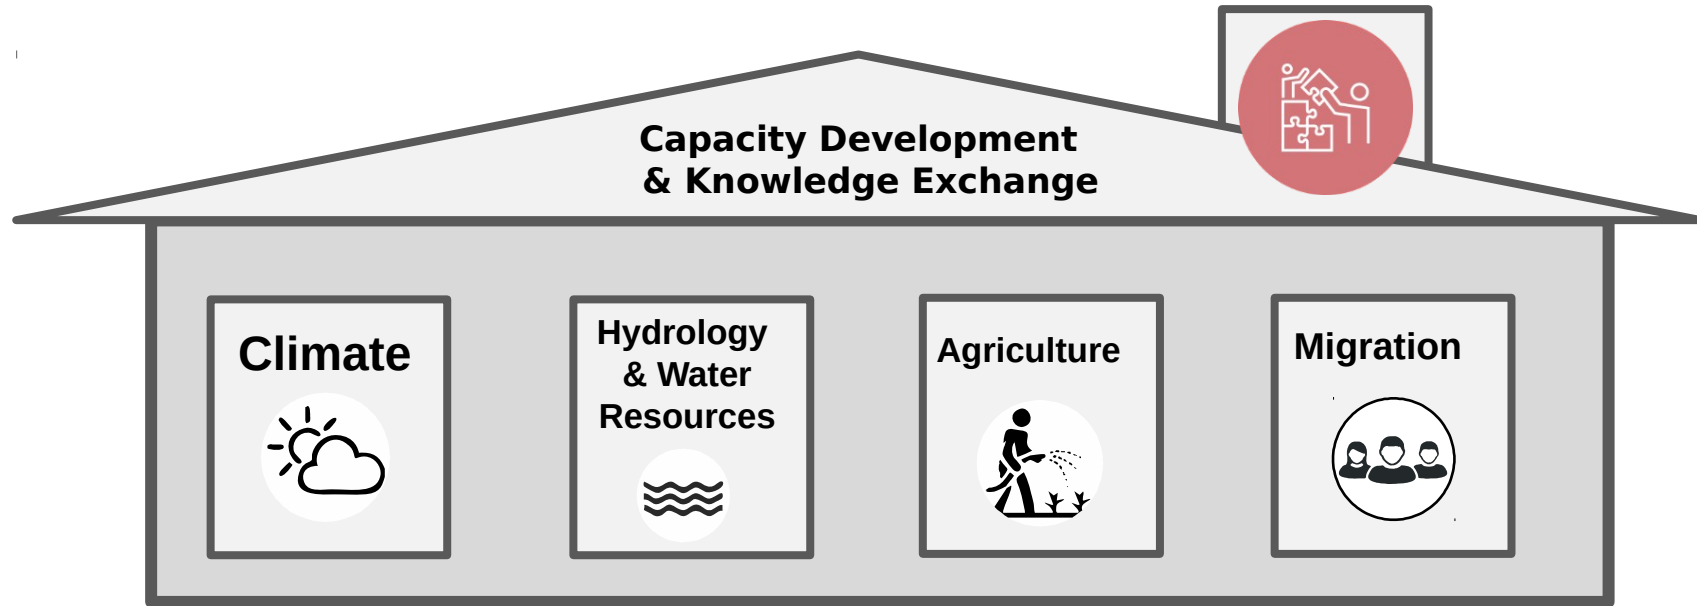 Capacity Development
& Knowledge Exchange
Climate
Hydrology
& Water
Resources
Agriculture
Migration